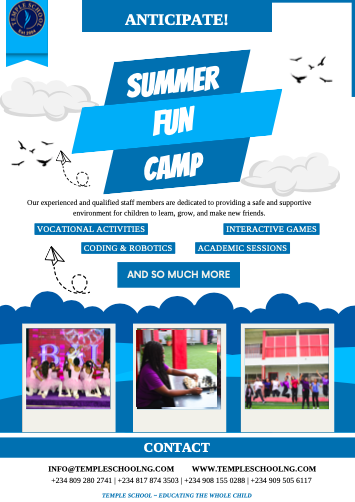 TEMPLE SCHOOL
ANTICIPATE!
SUMMER
FUN
CAMP
Our experienced and qualified staff members are dedicated to providing a safe and supportive
environment for children to learn, grow, and make new friends.
VOCATIONAL ACTIVITIES INTERACTIVE GAMES
CODING & ROBOTICS ACADEMIC SESSIONS
AND SO MUCH MORE
CONTACT
INFO@TEMPLESCHOOLNG.COM WWW.TEMPLESCHOOLNG.COM
+234 809 280 2741 | +234 817 874 3503 | +234 908 155 0288 | +234 909 505 6117
TEMPLE SCHOOL ~ EDUCATING THE WHOLE CHILD